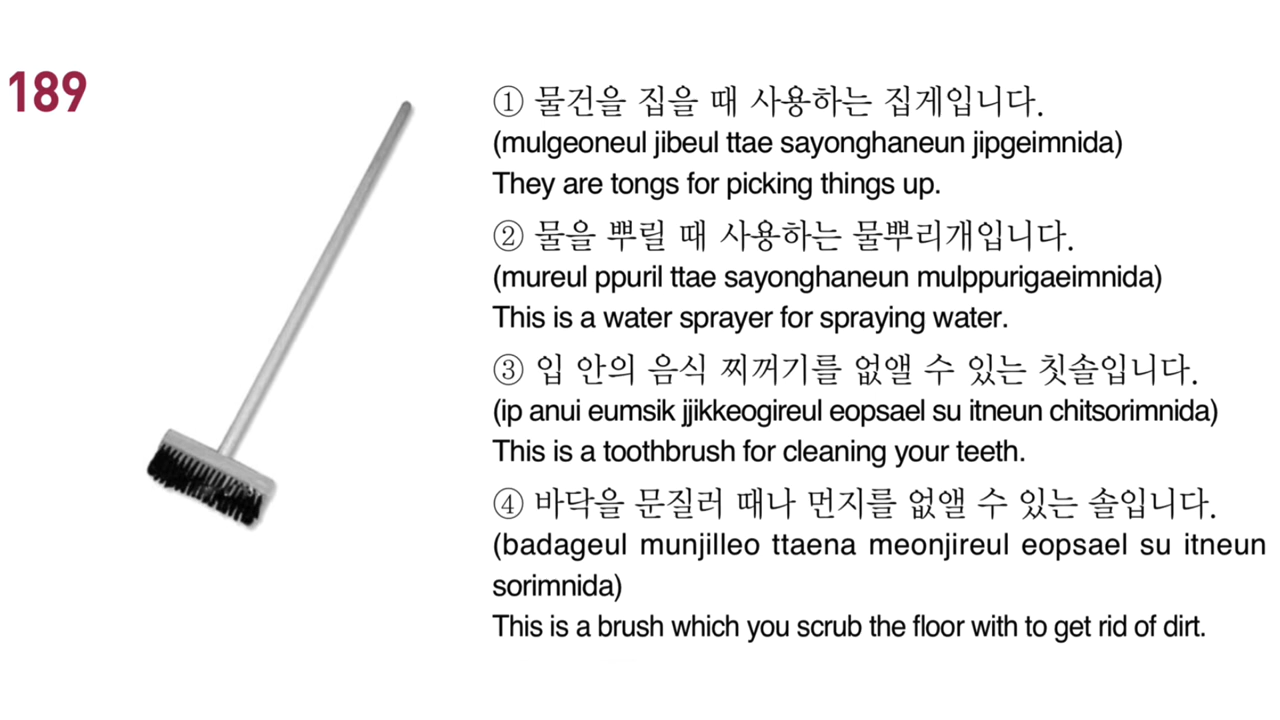 189
① 물건을 집을 때 사용하는 집게입니다.
(mulgeoneul jibeul ttae sayonghaneun jipgeimnida)
They are tongs for picking things up.
② 물을 뿌릴 때 사용하는 물뿌리개입니다.
(mureul ppuril ttae sayonghaneun mulppurigaeimnida)
This is a water sprayer for spraying water.
③ 입 안의 음식 찌꺼기를 없앨 수 있는 칫솔입니다.
(ip anui eumsik jjikkeogireul eopsael su itneun chitsorimnida)
This is a toothbrush for cleaning your teeth.
④ 바닥을 문질러 때나 먼지를 없앨 수 있는 솔입니다.
(badageul munjilleo ttaena meonjireul eopsael su itneun
sorimnida)
This is a brush which you scrub the floor with to get rid of dirt.